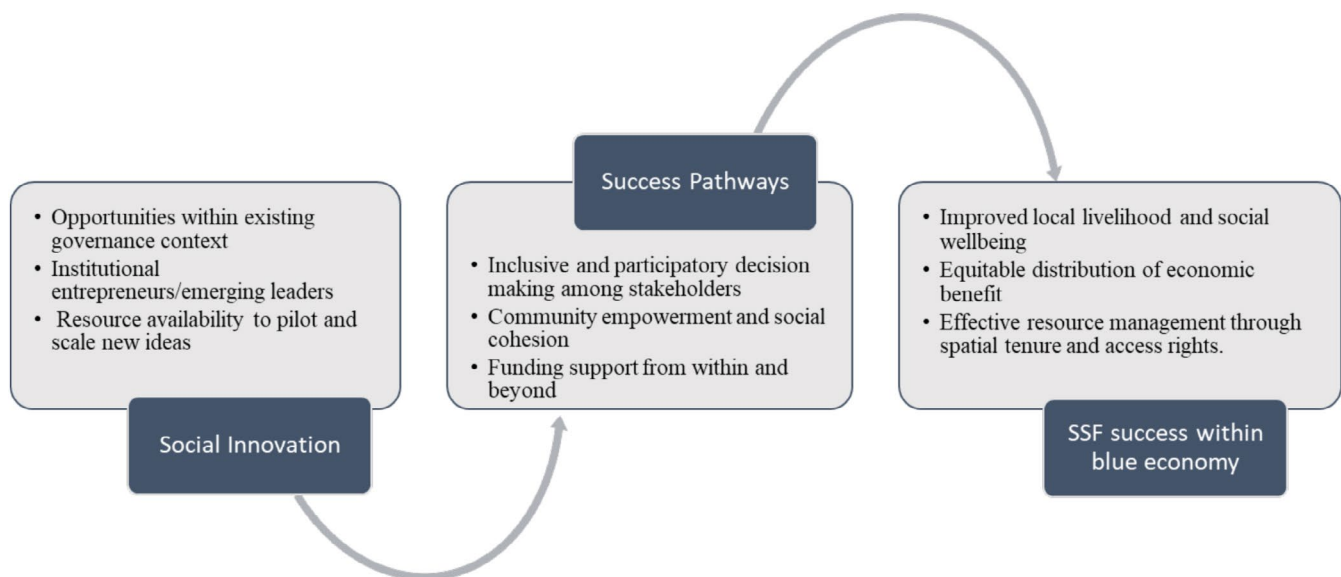 • Opportunities within existing
governance context
• Institutional
entrepreneurs/emerging leaders
• Resource availability to pilot and
scale new ideas
Social Innovation
Success Pathways
• Inclusive and participatory decision
making among stakeholders
• Community empowerment and social
cohesion
• Funding support from within and
beyond
• Improved local livelihood and social
wellbeing
• Equitable distribution of economic
benefit
• Effective resource management through
spatial tenure and access rights.
SSF success within
blue economy